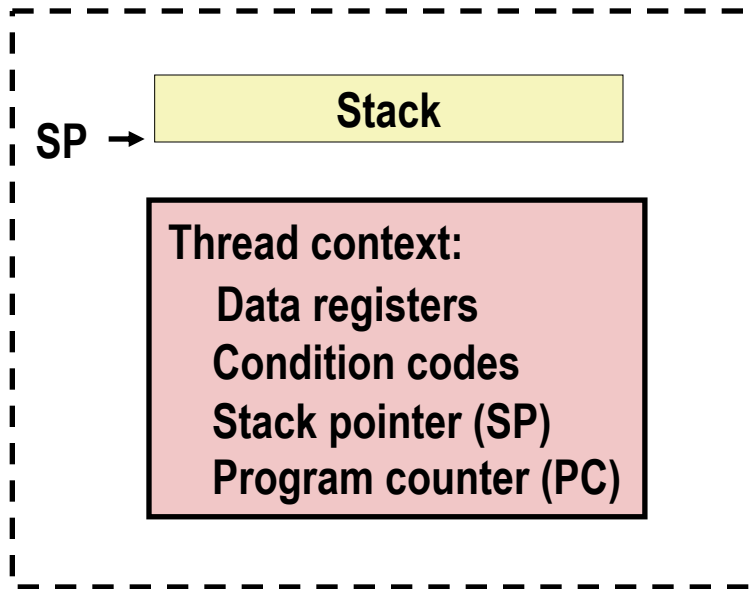 Stack
SP
Thread context:
Data registers
Condition codes
Stack pointer (SP)
Program counter (PC)